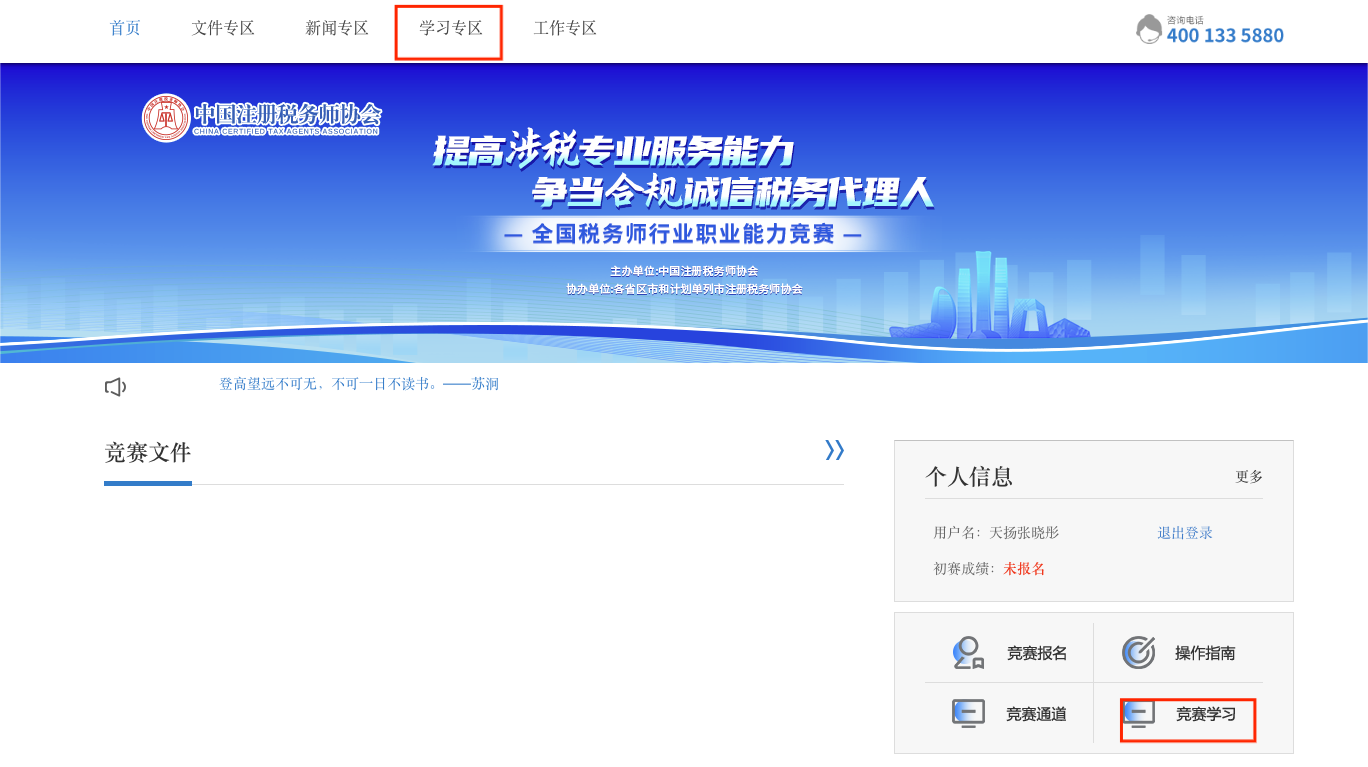 首页 文件专区 新闻专区 学习专区 工作专区
咨询电话
400 133 5880
中国注册税务师协会
CHINA CERTIFIED TAX AGENTS ASSOCIATION
提高涉税专业服务能力
争当合规诚信税务代理人
— 全国税务师行业职业能力竞赛 —
主办单位:中国注册税务师协会
协办单位:各省区市和计划单列市注册税务师协会
登高望远不可无，不可一日不读书。——苏泂
竞赛文件
个人信息 更多
用户名: 天扬张晓彤 退出登录
初赛成绩: 未报名
竞赛报名 操作指南
竞赛通道 竞赛学习